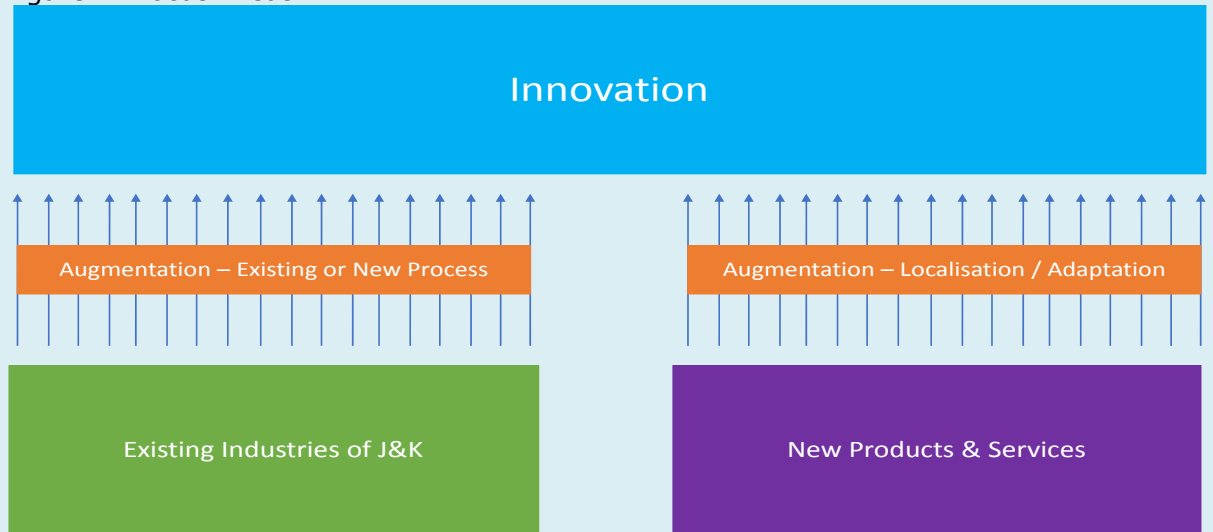 Innovation
Augmentation – Existing or New Process
Augmentation – Localisation / Adaptation
Existing Industries of J&K
New Products & Services